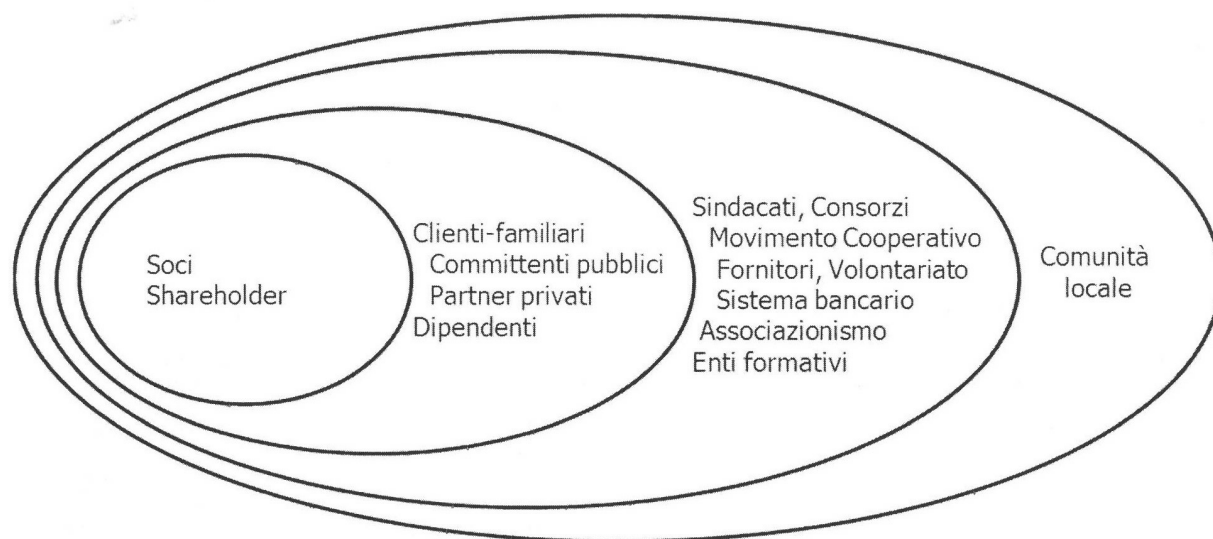 Soci
Shareholder
Clienti-familiari
Committenti pubblici
Partner privati
Dipendenti
Sindacati, Consorzi
Movimento Cooperativo
Fornitori, Volontariato
Sistema bancario
Associazionismo
Enti formativi
Comunità
locale